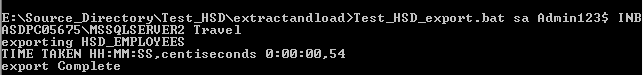 E:\Source_Directory\Test_HSD\extractandload>Test_HSD_export.bat sa Admin123$ INB
ASDPC05675\MSSQLSERVER2 Travel
exporting HSD_EMPLOYEES
TIME TAKEN HH:MM:SS,centiseconds 0:00:00,54
export Complete